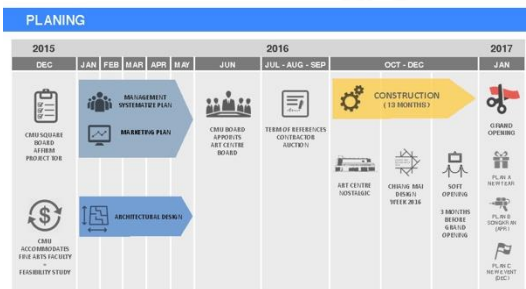 PLANING
2015
2016
2017
DEC
JAN
FEB
MAR
APR
MAY
JUN
JUL - AUG - SEP
OCT - DEC
JAN
CMU SQUARE
BOARD
AFFIRM
PROJECT TOR
MANAGEMENT
SYSTEMATIZE PLAN
MARKETING PLAN
CMU BOARD
APPOINTS
ART CENTRE
BOARD
TERM OF REFERENCES
CONTRACTOR
AUCTION
CONSTRUCTION
(13 MONTHS)
GRAND
OPENING
CMU
ACCOMMODATES
FINE ARTS FACULTY
FEASIBILITY STUDY
ARCHITECTURAL DESIGN
ART CENTRE
NOSTALGIC
CHIANG MAI
DESIGN
WEEK 2016
SOFT
OPENING
3 MONTHS
BEFORE
GRAND
OPENING
PLAN A
NEW YEAR
PLAN B
SONGKRAN
(APR)
PLAN C
NEW EVENT
(DEC)